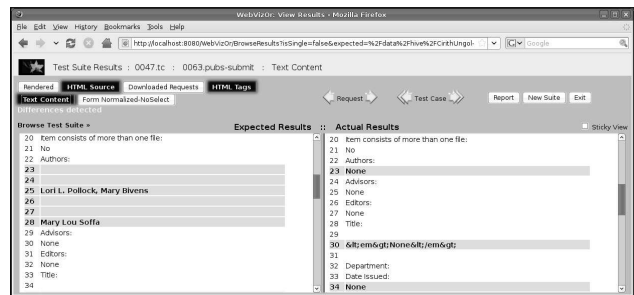 WebVizOr: View Results - Mozilla Firefox
File Edit View History Bookmarks Tools Help
http://localhost:8080/WebVizOr/BrowseResults?isSingle=false&expected=%2Fdata%2Fhive%2FCirithUngol-
Google
Test Suite Results : 0047.tc : 0063.pubs-submit : Text Content
Rendered HTML Source Downloaded Requests HTML Tags
Text Content Form Normalized-NoSelect
Request Test Case Report New Suite Exit
Differences detected
Browse Test Suite » Expected Results :: Actual Results Sticky View
20 Item consists of more than one file:
21 No
22 Authors:
23
24
25 Lori L. Pollock, Mary Bivens
26
27
28 Mary Lou Soffa
29 Advisors:
30 None
31 Editors:
32 None
33 Title:
34
20 Item consists of more than one file:
21 No
22 Authors:
23 None
24 Advisors:
25 None
26 Editors:
27 None
28 Title:
29
30 &lt;em&gt;None&lt;/em&gt;
31
32 Department:
33 Date Issued:
34 None